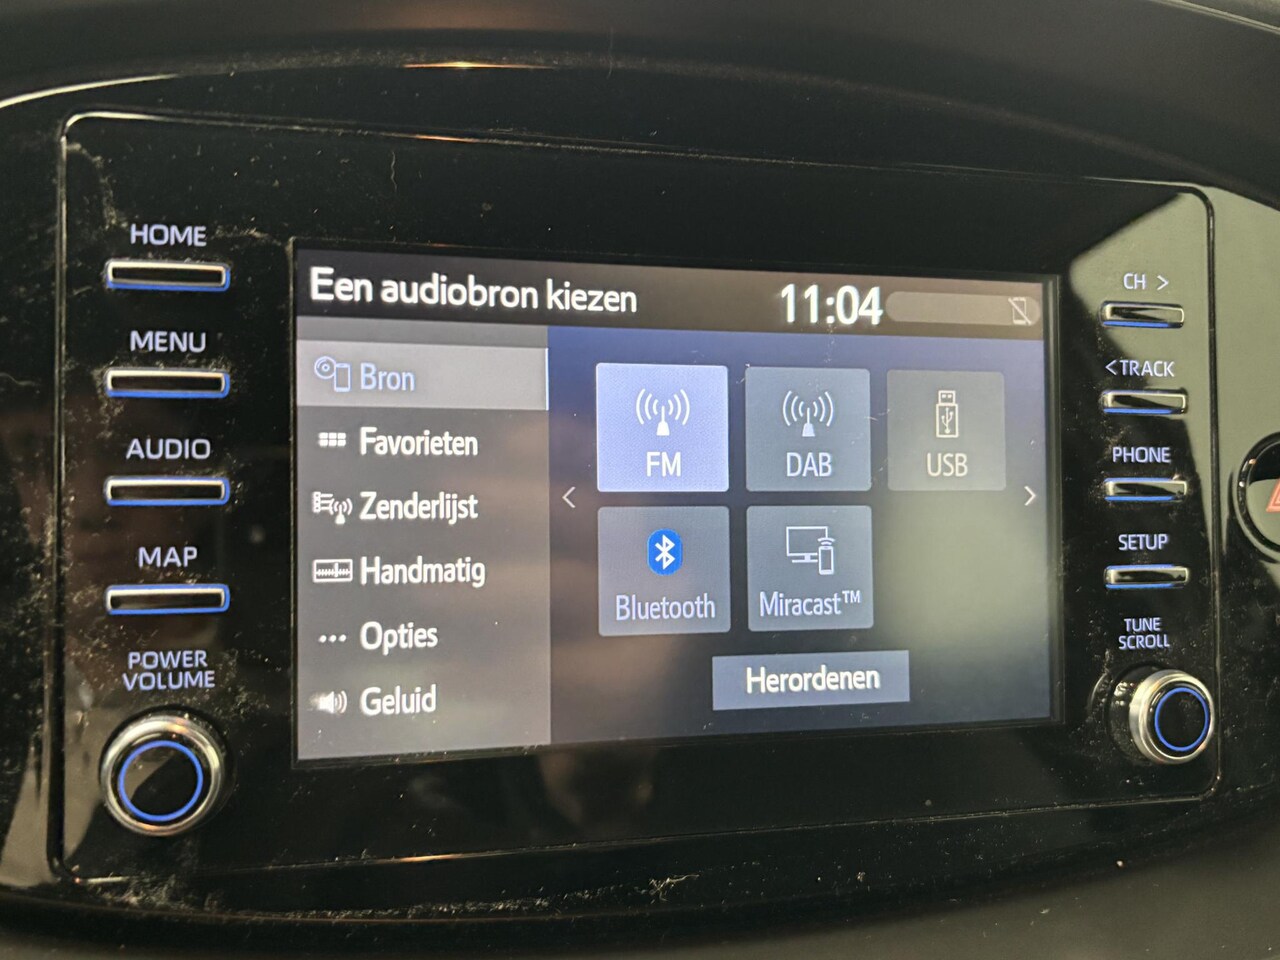 HOME
MENU
AUDIO
MAP
POWER
VOLUME
Een audiobron kiezen
11:04
Bron
Favorieten
Zenderlijst
Handmatig
Opties
Geluid
FM
DAB
USB
Bluetooth
Miracast™
Herordenen
CH >
< TRACK
PHONE
SETUP
TUNE
SCROLL